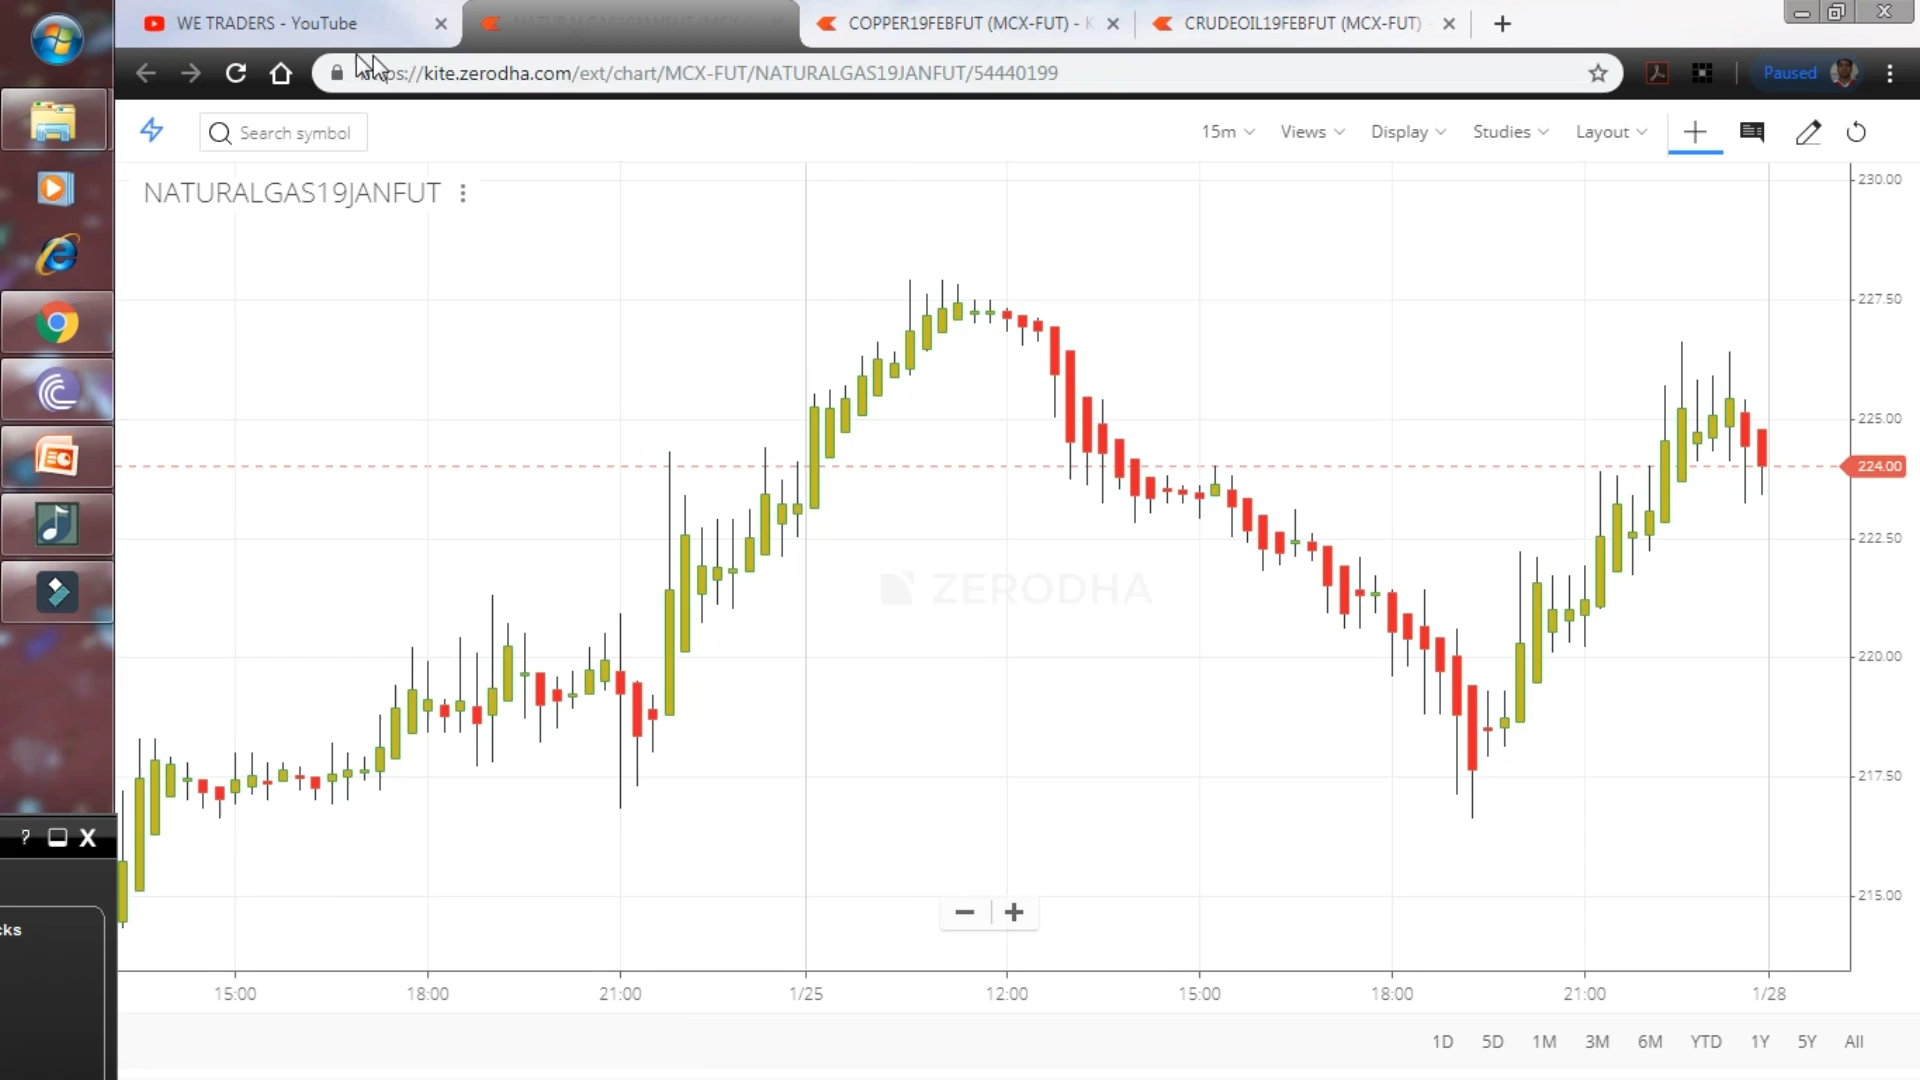 WE TRADERS - YouTube
COPPER19FEBFUT (MCX-FUT) - K
CRUDEOIL19FEBFUT (MCX-FUT)
kite.zerodha.com/ext/chart/MCX-FUT/NATURALGAS19JANFUT/54440199
Paused
Search symbol
15m
Views
Display
Studies
Layout
NATURALGAS19JANFUT
230.00
227.50
225.00
224.00
222.50
220.00
217.50
215.00
ZERODHA
? X
cks
15:00
18:00
21:00
1/25
12:00
15:00
18:00
21:00
1/28
1D 5D 1M 3M 6M YTD 1Y 5Y All